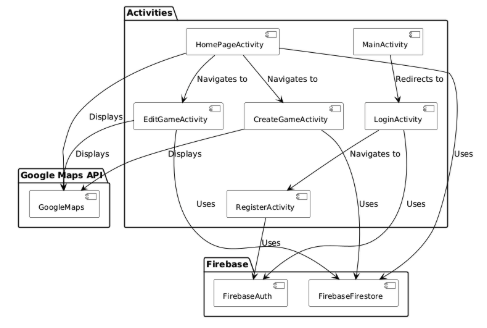 Activities
HomePageActivity
MainActivity
Navigates to
Navigates to
Redirects to
Displays
EditGameActivity
CreateGameActivity
LoginActivity
Displays
Displays
Navigates to
Uses
Google Maps API
GoogleMaps
RegisterActivity
Uses
Uses
Uses
Uses
Firebase
FirebaseAuth
FirebaseFirestore